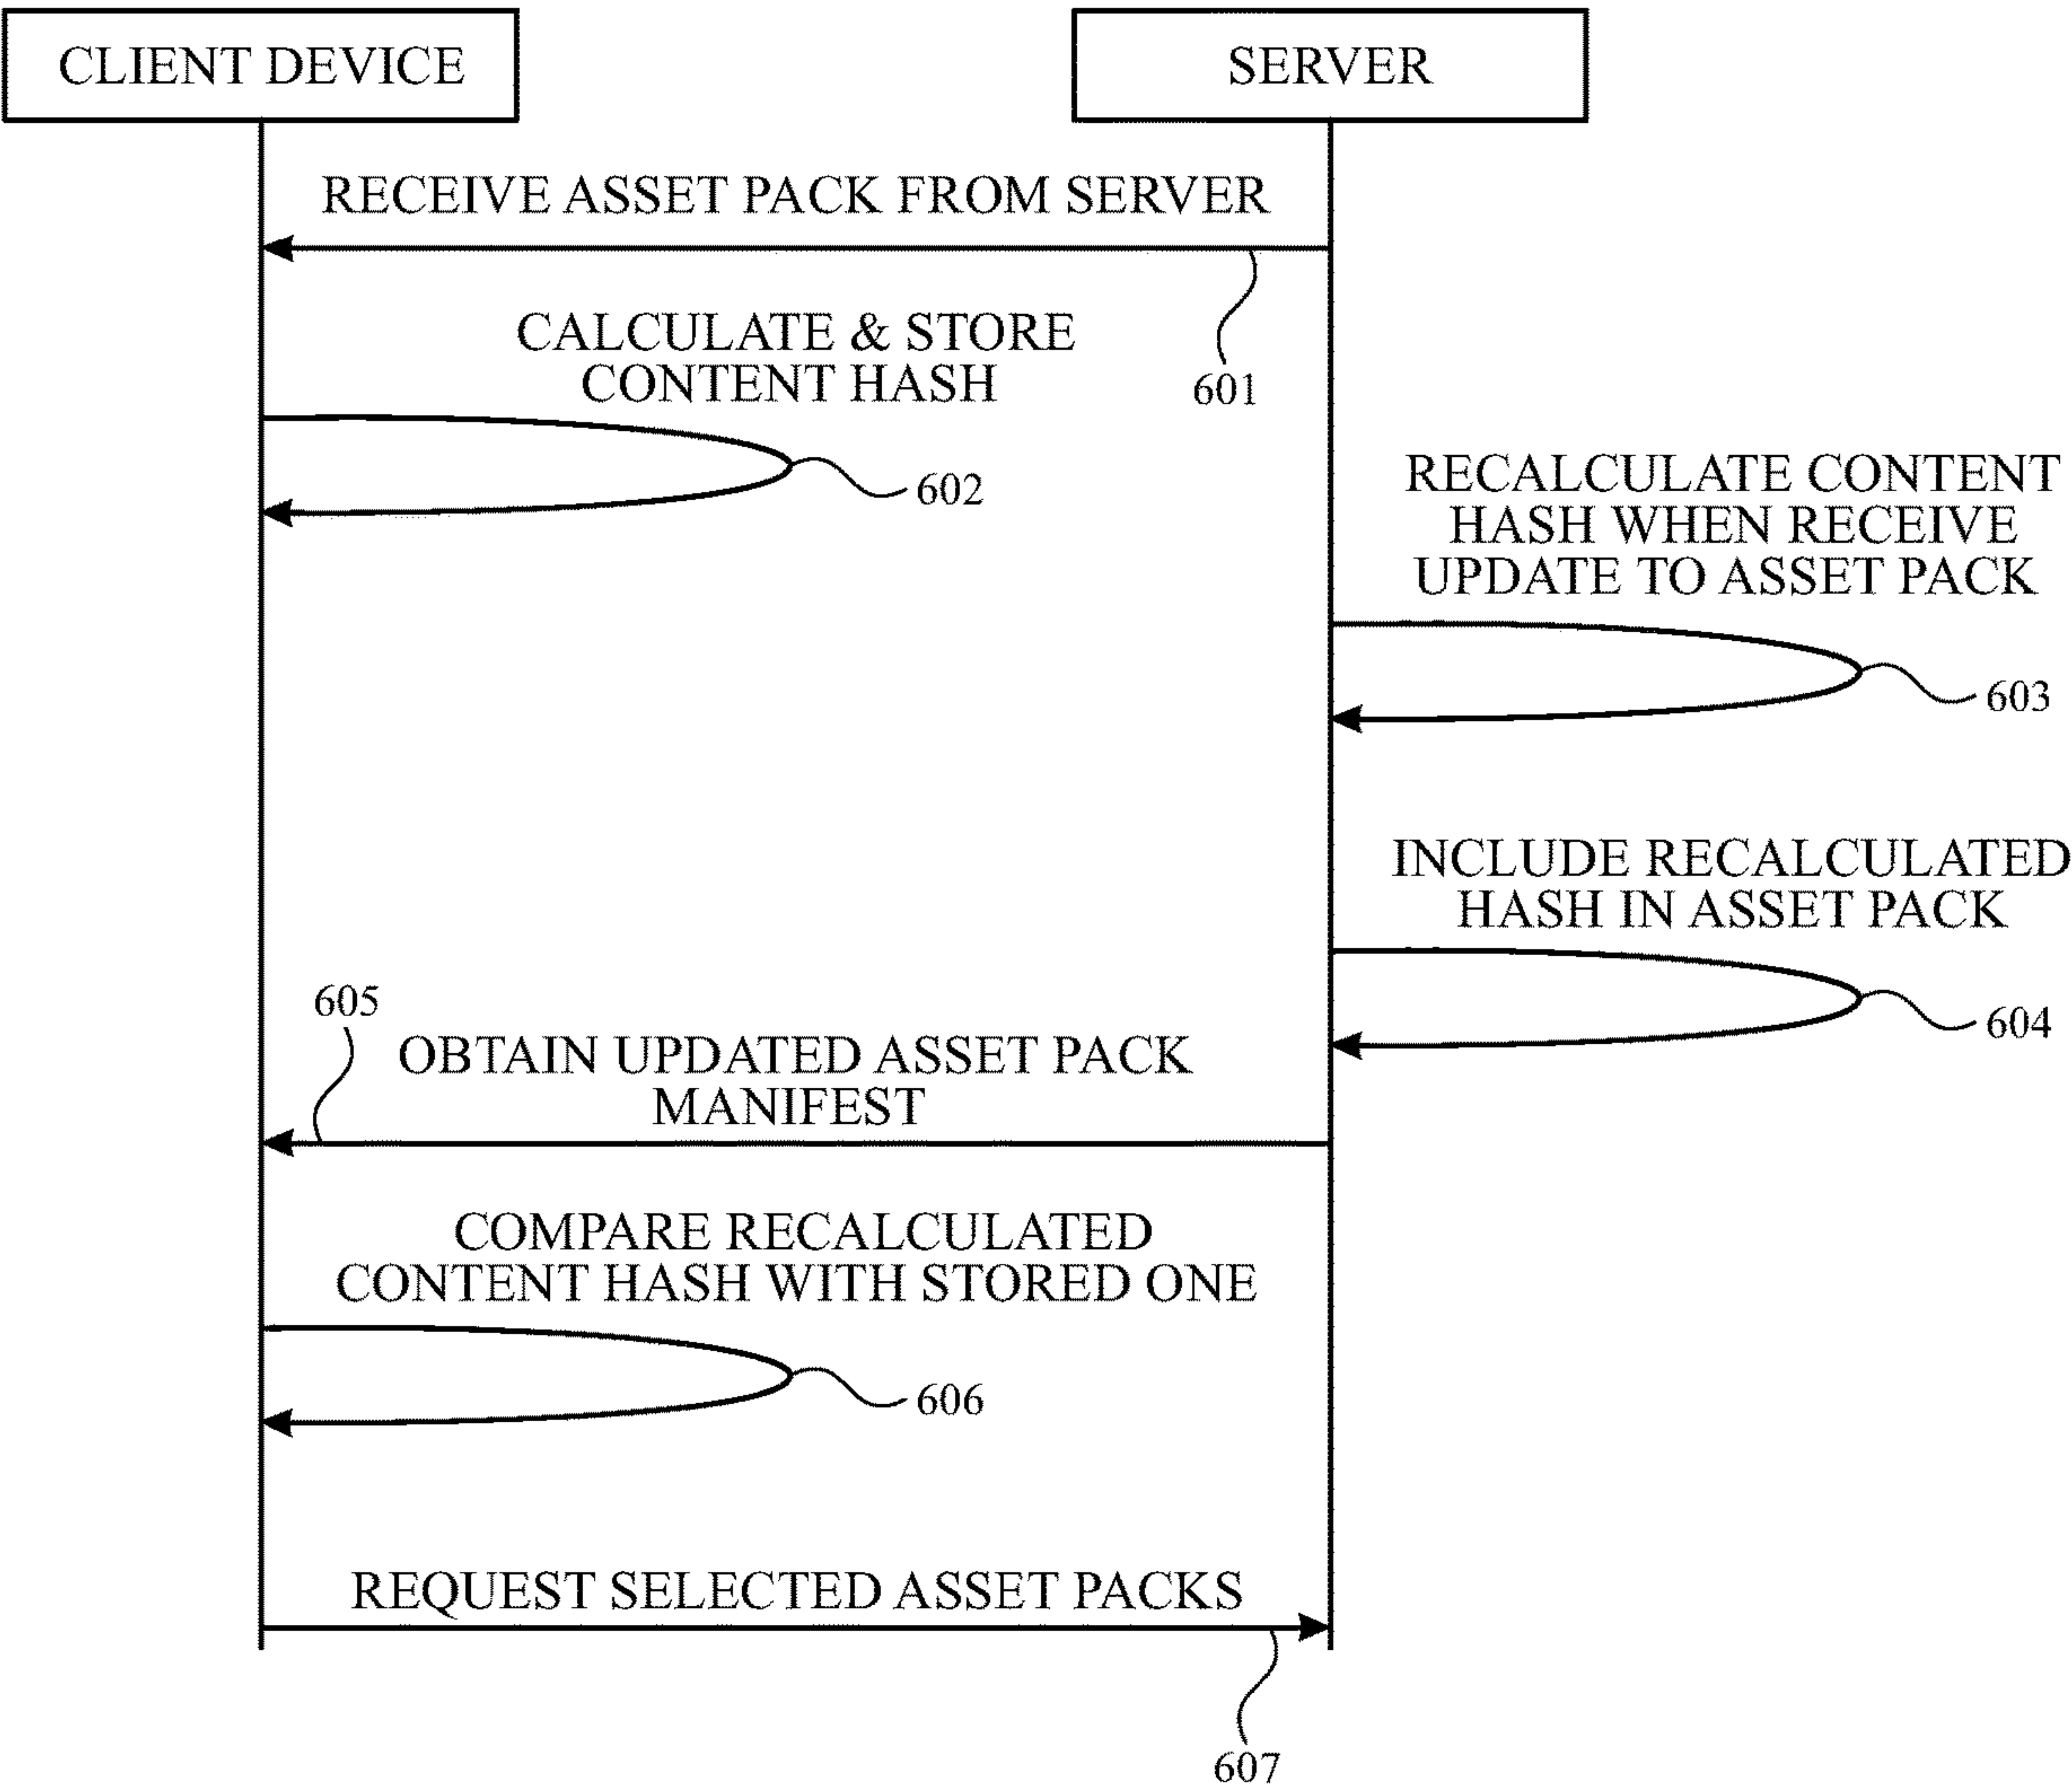 CLIENT DEVICE
SERVER
RECEIVE ASSET PACK FROM SERVER
601
CALCULATE & STORE
CONTENT HASH
602
RECALCULATE CONTENT
HASH WHEN RECEIVE
UPDATE TO ASSET PACK
603
INCLUDE RECALCULATED
HASH IN ASSET PACK
604
605
OBTAIN UPDATED ASSET PACK
MANIFEST
COMPARE RECALCULATED
CONTENT HASH WITH STORED ONE
606
REQUEST SELECTED ASSET PACKS
607